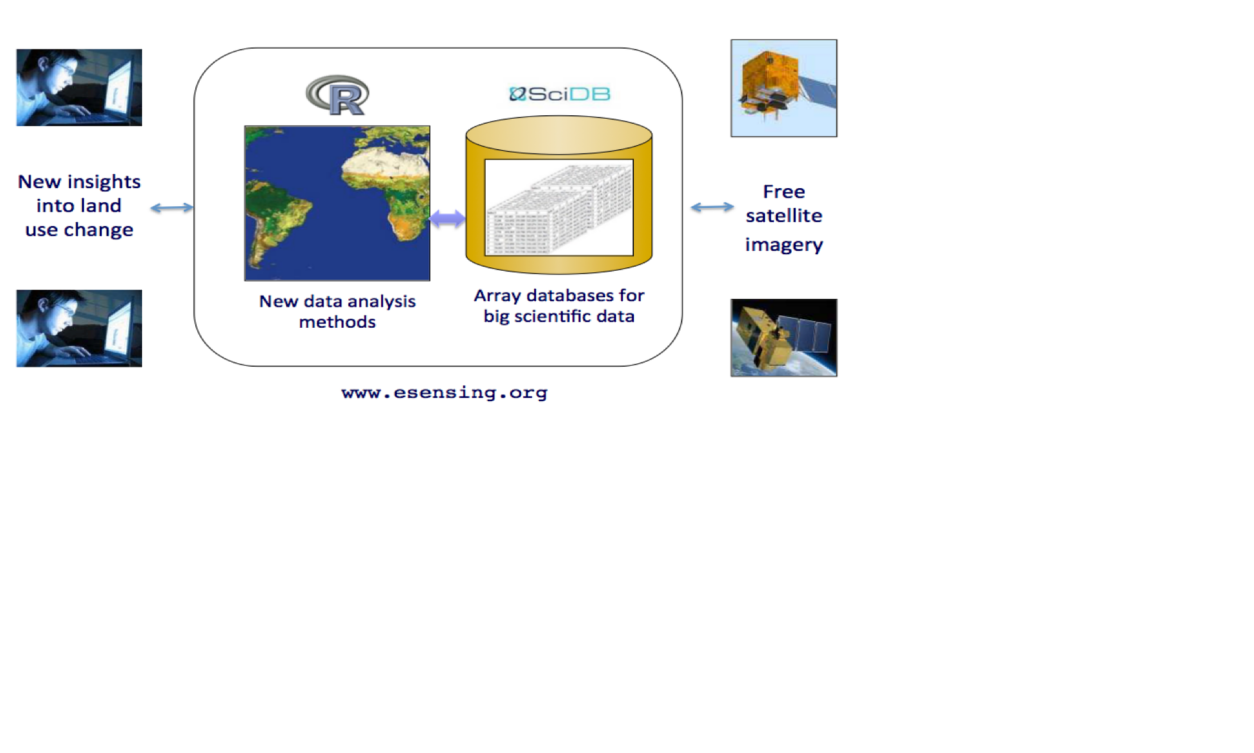 R
SciDB
New insights
into land
use change
New data analysis
methods
Array databases for
big scientific data
Free
satellite
imagery
www.esensing.org